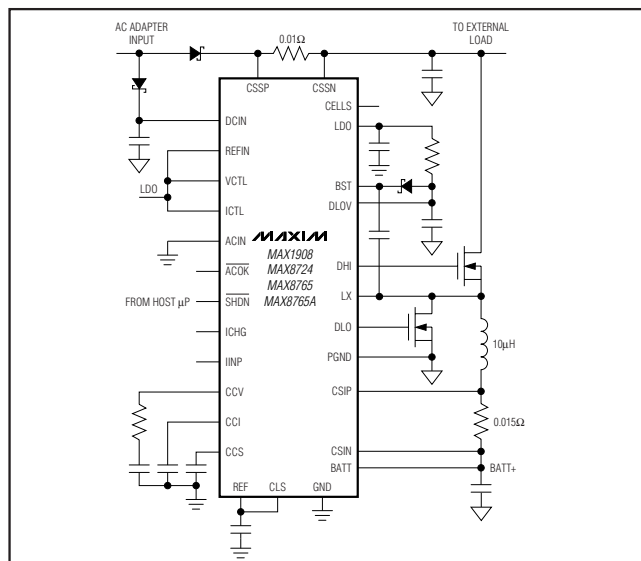 AC ADAPTER
INPUT
0.01Ω
TO EXTERNAL
LOAD
CSSP
CSSN
CELLS
LDO
DCIN
REFIN
VCTL
LDO
ICTL
BST
DLOV
ACIN
MAXIM
MAX1908
MAX8724
MAX8765
MAX8765A
ACOK
DHI
FROM HOST µP
SHDN
LX
ICHG
DLO
10µH
IINP
PGND
CCV
CSIP
0.015Ω
CCI
CCS
CSIN
BATT
BATT+
REF
CLS
GND